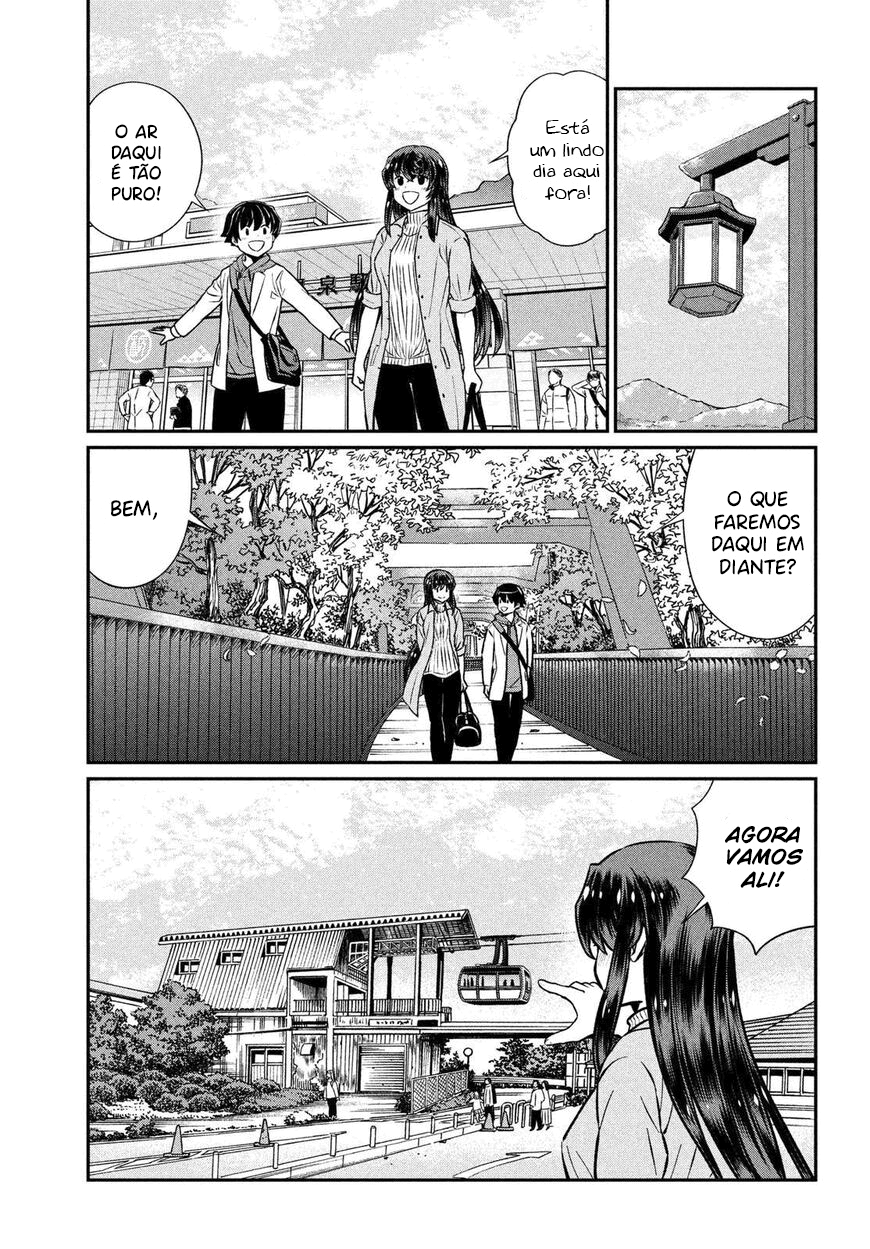 Está
um lindo
dia aqui
fora!
O AR
DAQUI
É TÃO
PURO!
泉駅
O QUE
FAREMOS
DAQUI EM
DIANTE?
BEM,
AGORA
VAMOS
ALI!